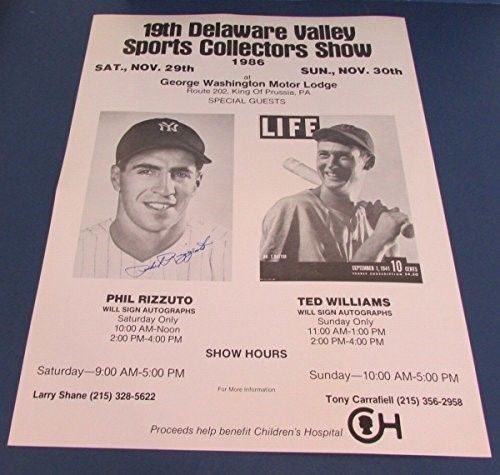 19th Delaware Valley
Sports Collectors Show
1986
SAT., NOV. 29th
SUN., NOV. 30th
at
George Washington Motor Lodge
Route 202, King Of Prussia, PA
SPECIAL GUESTS
NY
Phil Rizzuto
LIFE
SEPTEMBER 1, 1941 10 CENTS
PHIL RIZZUTO
WILL SIGN AUTOGRAPHS
Saturday Only
10:00 AM-Noon
2:00 PM-4:00 PM
TED WILLIAMS
WILL SIGN AUTOGRAPHS
Sunday Only
11:00 AM-1:00 PM
2:00 PM-4:00 PM
SHOW HOURS
Saturday—9:00 AM-5:00 PM
Sunday—10:00 AM-5:00 PM
For More Information
Larry Shane (215) 328-5622
Tony Carrafiell (215) 356-2958
Proceeds help benefit Children's Hospital
CH